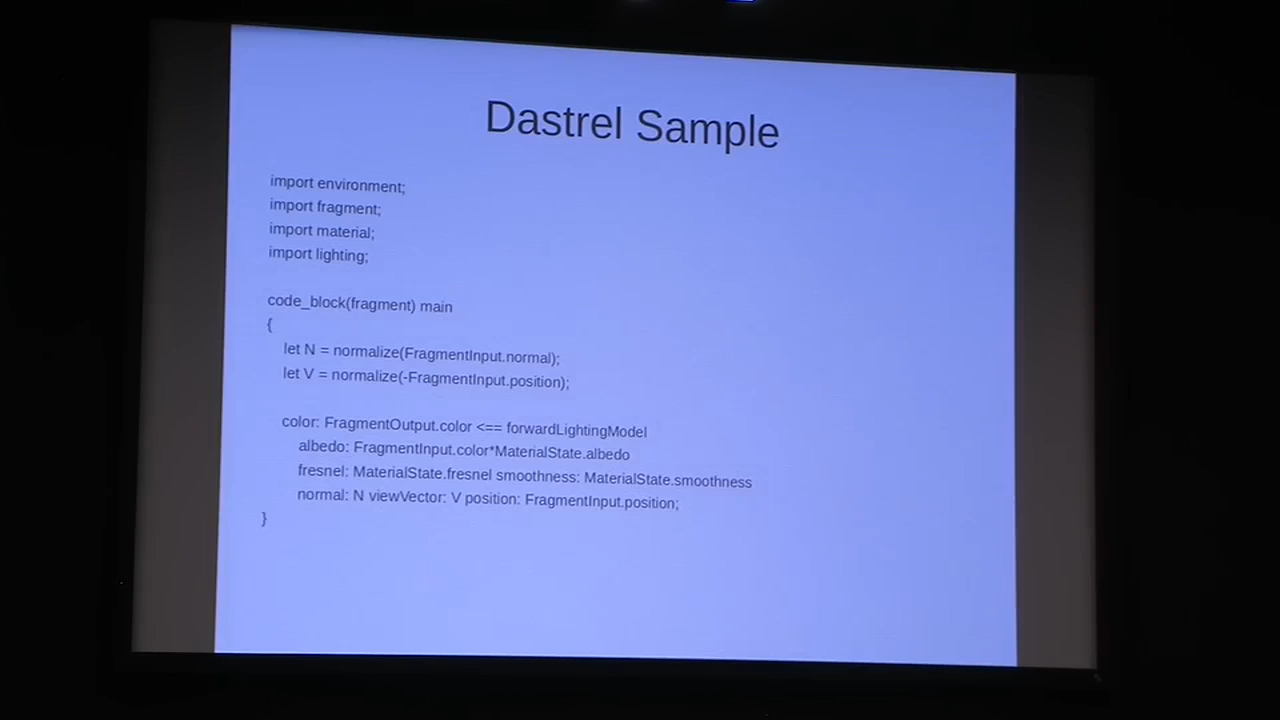 Dastrel Sample
import environment;
import fragment;
import material;
import lighting;
code_block(fragment) main
{
let N = normalize(FragmentInput.normal);
let V = normalize(-FragmentInput.position);
color: FragmentOutput.color <== forwardLightingModel
albedo: FragmentInput.color*MaterialState.albedo
fresnel: MaterialState.fresnel smoothness: MaterialState.smoothness
normal: N viewVector: V position: FragmentInput.position;
}